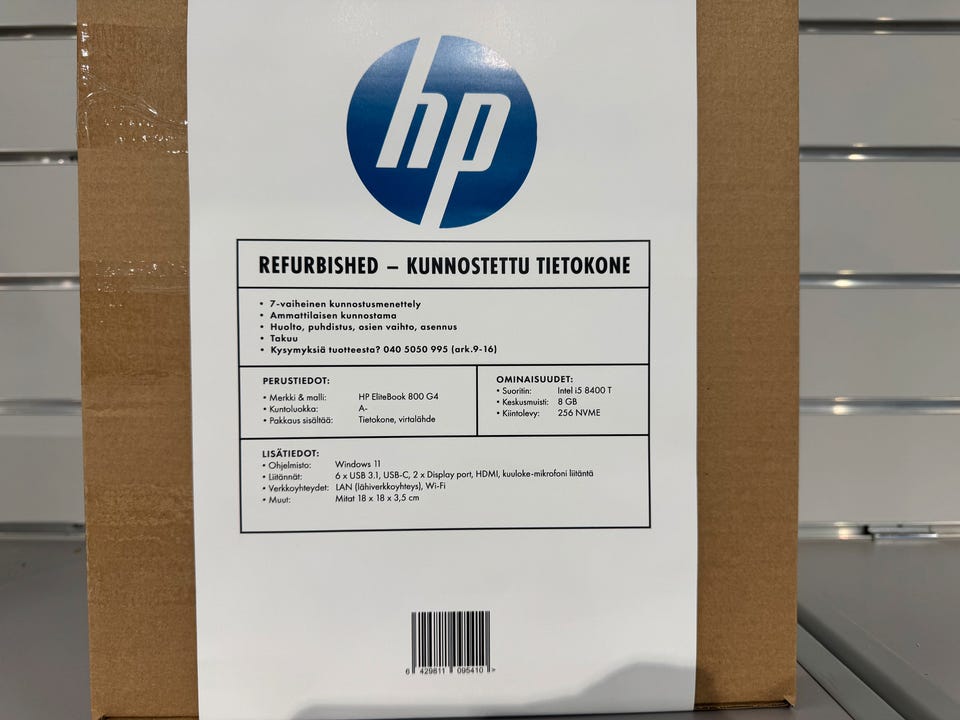 hp
REFURBISHED – KUNNOSTETTU TIETOKONE
• 7-vaiheinen kunnostusmenettely
• Ammattilaisen kunnostama
• Huolto, puhdistus, osien vaihto, asennus
• Takuu
• Kysymyksiä tuotteesta? 040 5050 995 (ark.9-16)
PERUSTIEDOT:
• Merkki & malli: HP EliteBook 800 G4
• Kuntoluokka: A-
• Pakkaus sisältää: Tietokone, virtalähde
OMINAISUUDET:
• Suoritin: Intel i5 8400 T
• Keskusmuisti: 8 GB
• Kiintolevy: 256 NVME
LISÄTIEDOT:
• Ohjelmisto: Windows 11
• Liitännät: 6 x USB 3.1, USB-C, 2 x Display port, HDMI, kuuloke-mikrofoni liitäntä
• Verkkoyhteydet: LAN (lähiverkkoyhteys), Wi-Fi
• Muut: Mitat 18 x 18 x 3,5 cm
6 429811 095410 >